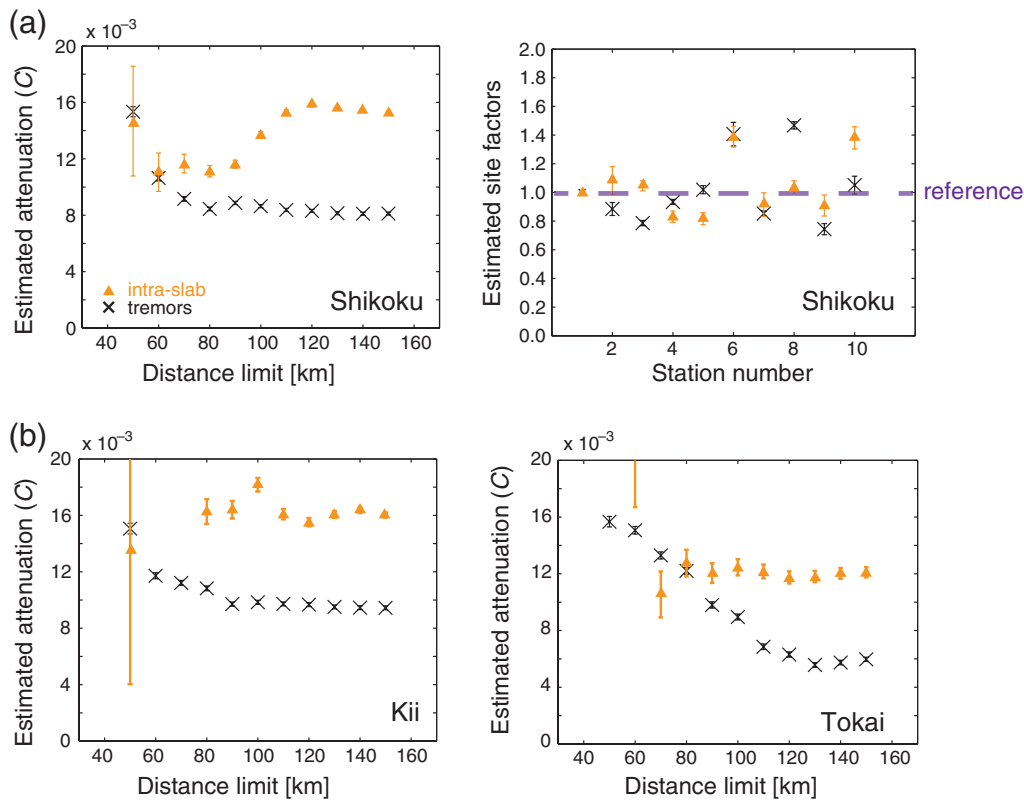 (a)
x 10⁻³
Estimated attenuation (C)
20
16
12
8
4
0
40 60 80 100 120 140 160
Distance limit [km]
intra-slab
tremors
Shikoku
Estimated site factors
2.0
1.8
1.6
1.4
1.2
1.0
0.8
0.6
0.4
0.2
0.0
2 4 6 8 10
Station number
Shikoku
reference
(b)
x 10⁻³
Estimated attenuation (C)
20
16
12
8
4
0
40 60 80 100 120 140 160
Distance limit [km]
Kii
x 10⁻³
Estimated attenuation (C)
20
16
12
8
4
0
40 60 80 100 120 140 160
Distance limit [km]
Tokai